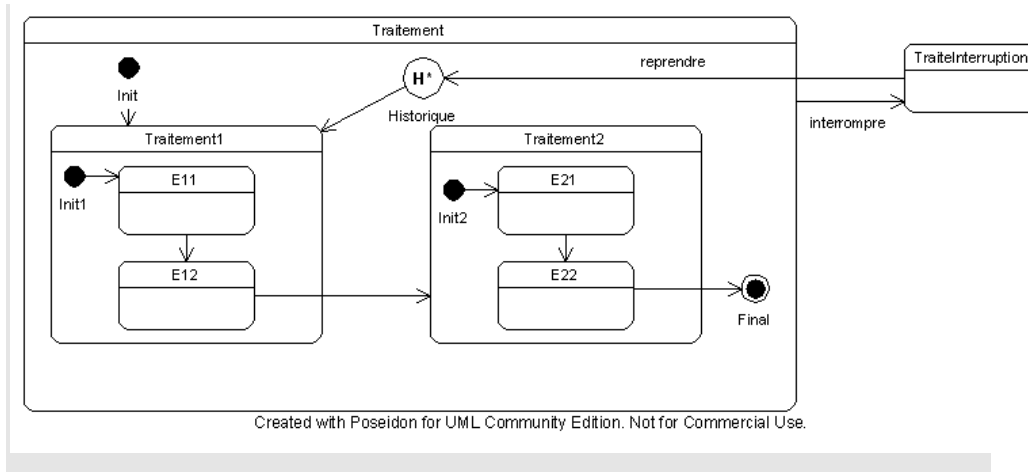 Traitement
TraiteInterruption
reprendre
H*
Init
Historique
interrompre
Traitement1
Traitement2
E11
E21
Init1
Init2
E12
E22
Final
Created with Poseidon for UML Community Edition. Not for Commercial Use.